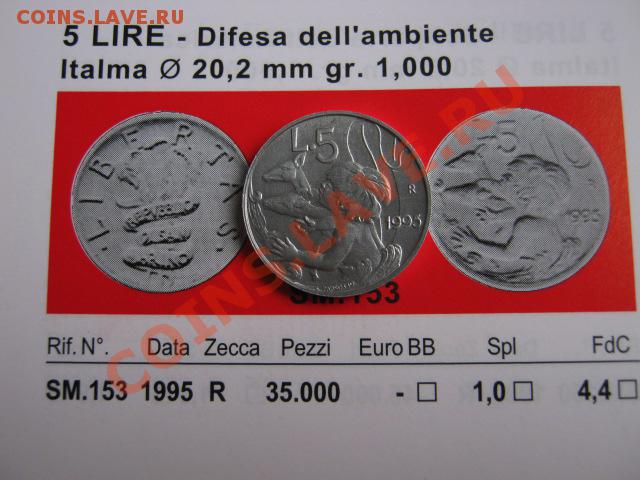 COINS.LAVE.RU
МОНЕТЫ
5 LIRE - Difesa dell'ambiente
Italma Ø 20,2 mm gr. 1,000
LIBERTAS
L.5
R
1995
5
1995
SM.153
COINS.LAVE.RU
Rif. N°. Data Zecca Pezzi Euro BB Spl FdC
SM.153 1995 R 35.000 - □ 1,0 □ 4,4 □